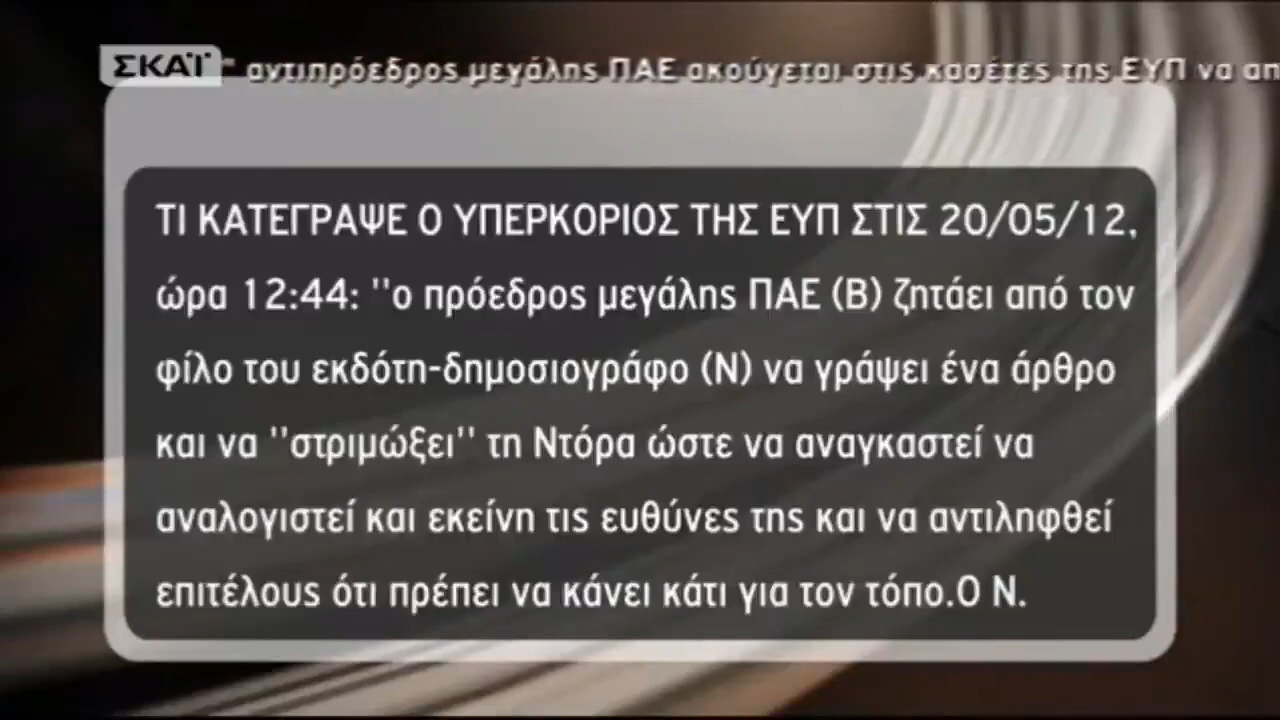 ΣΚΑΪ
αντιπρόεδρος μεγάλης ΠΑΕ ακούγεται στις κασέτες της ΕΥΠ να απ
ΤΙ ΚΑΤΕΓΡΑΨΕ Ο ΥΠΕΡΚΟΡΙΟΣ ΤΗΣ ΕΥΠ ΣΤΙΣ 20/05/12,
ώρα 12:44: ''ο πρόεδρος μεγάλης ΠΑΕ (Β) ζητάει από τον
φίλο του εκδότη-δημοσιογράφο (Ν) να γράψει ένα άρθρο
και να ''στριμώξει'' τη Ντόρα ώστε να αναγκαστεί να
αναλογιστεί και εκείνη τις ευθύνες της και να αντιληφθεί
επιτέλους ότι πρέπει να κάνει κάτι για τον τόπο.Ο Ν.